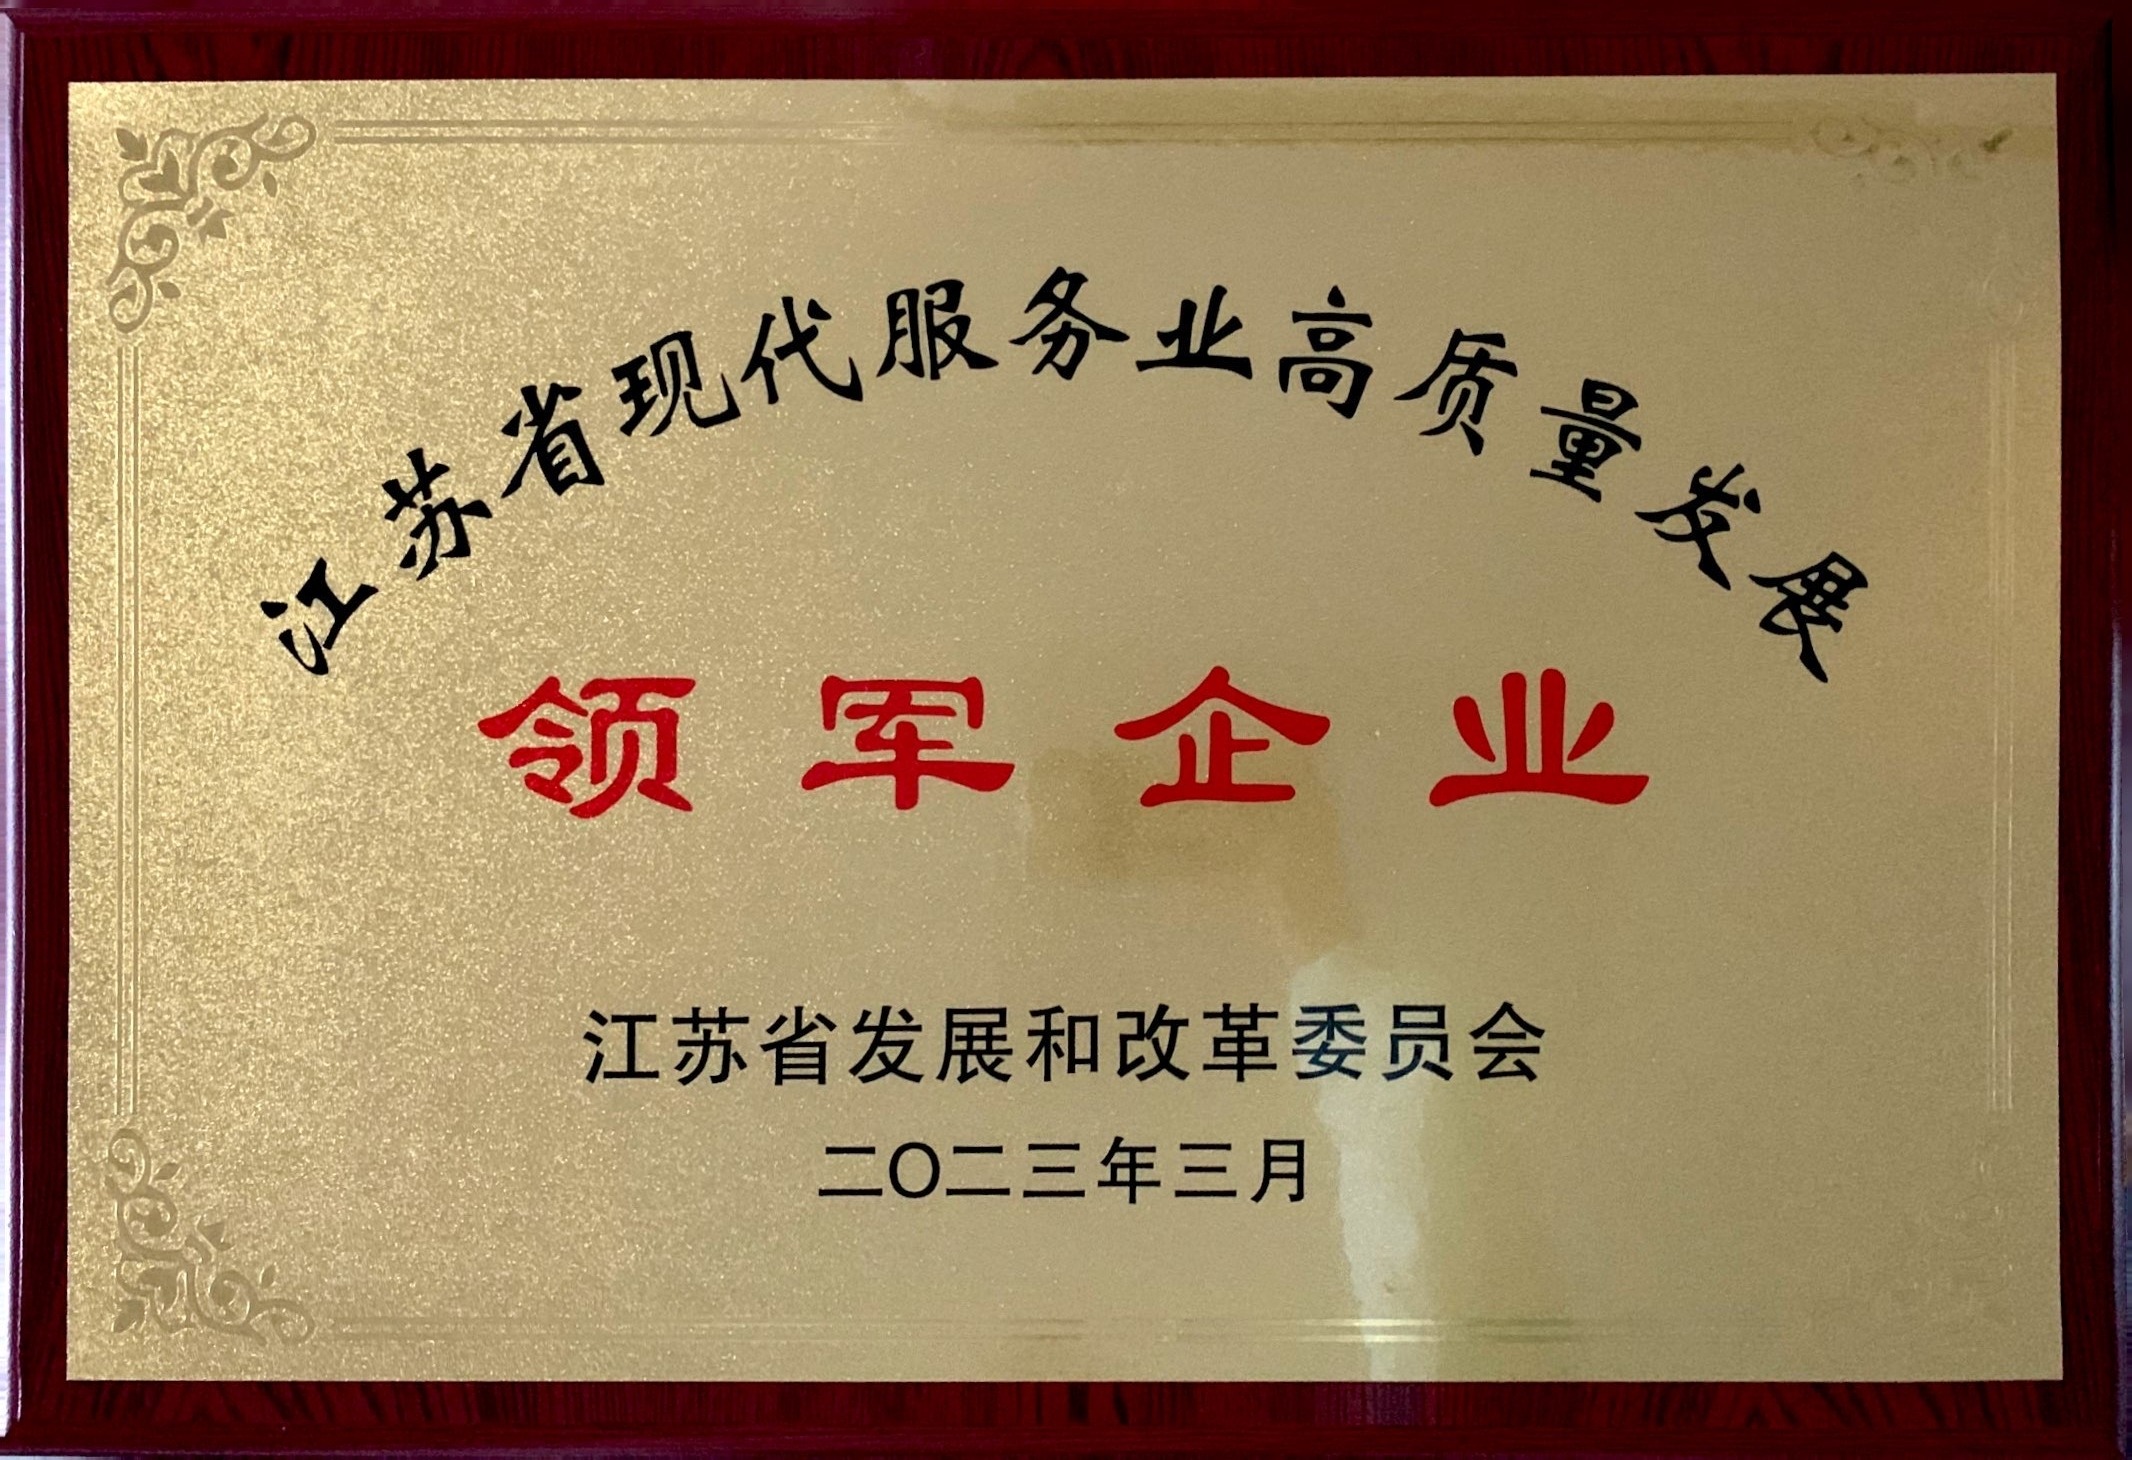 江苏省现代服务业高质量发展
领军企业
江苏省发展和改革委员会
二〇二三年三月